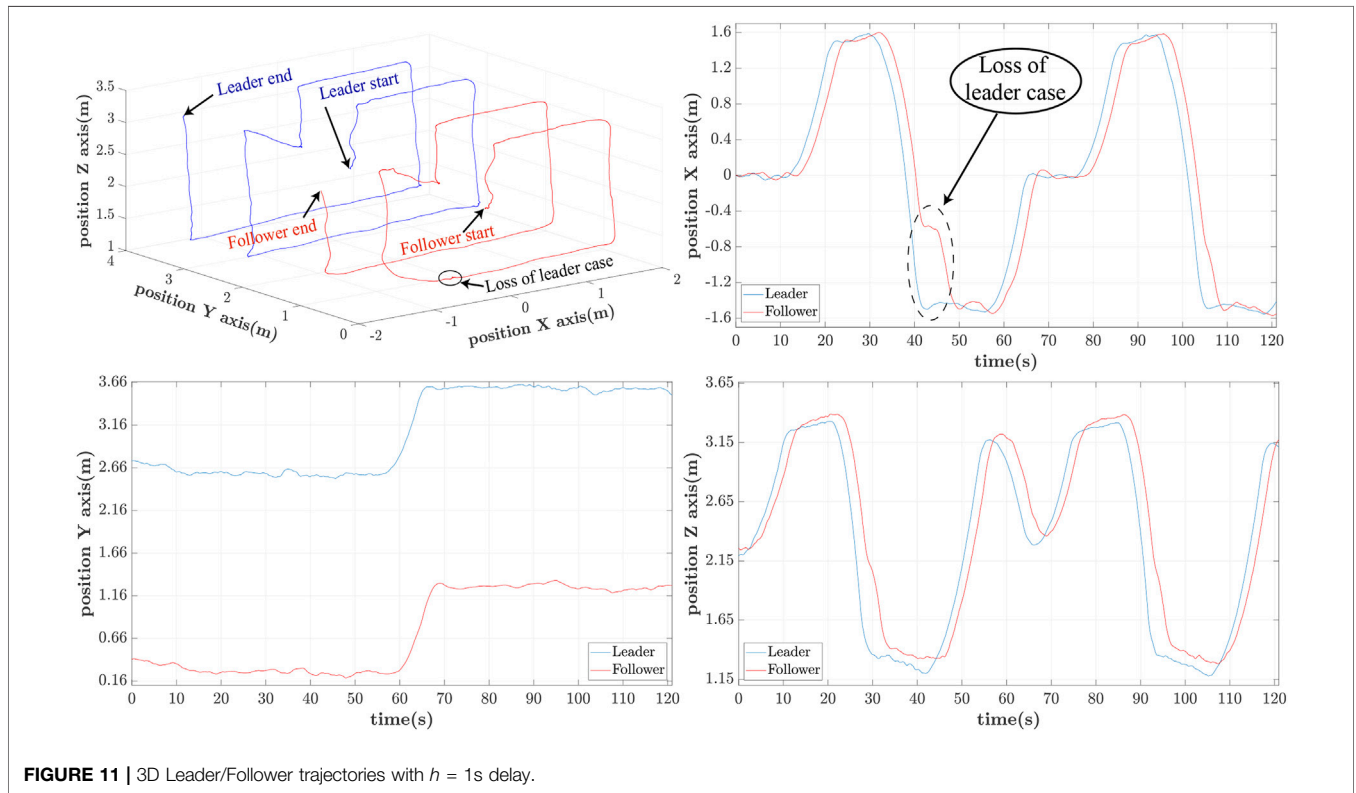 Leader end
Leader start
Follower end
Follower start
Loss of leader case
position Z axis(m)
3.5
3
2.5
2
1.5
1
position Y axis(m)
4
3
2
1
0
position X axis(m)
-2
-1
0
1
2
Loss of
leader case
position X axis(m)
1.6
1.2
0.8
0.4
0
-0.4
-0.8
-1.2
-1.6
Leader
Follower
0 10 20 30 40 50 60 70 80 90 100 110 120
time(s)
position Y axis(m)
3.66
3.16
2.66
2.16
1.66
1.16
0.66
0.16
Leader
Follower
0 10 20 30 40 50 60 70 80 90 100 110 120
time(s)
position Z axis(m)
3.65
3.15
2.65
2.15
1.65
1.15
Leader
Follower
0 10 20 30 40 50 60 70 80 90 100 110 120
time(s)
FIGURE 11 | 3D Leader/Follower trajectories with h = 1s delay.